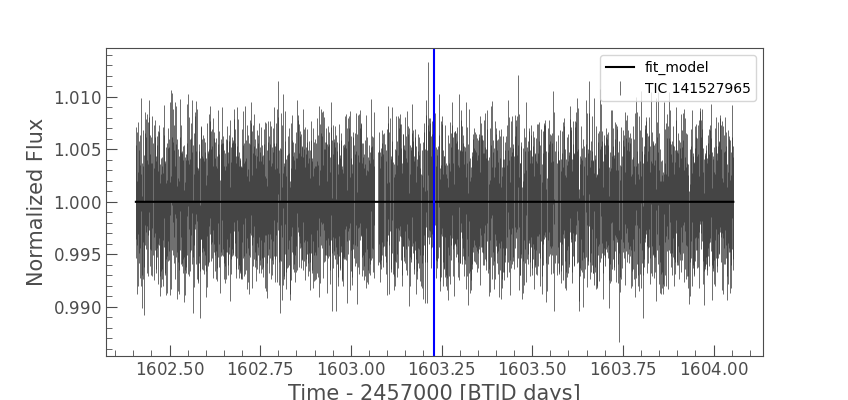 fit_model
TIC 141527965
Normalized Flux
1.010
1.005
1.000
0.995
0.990
1602.50 1602.75 1603.00 1603.25 1603.50 1603.75 1604.00
Time - 2457000 [BTJD days]